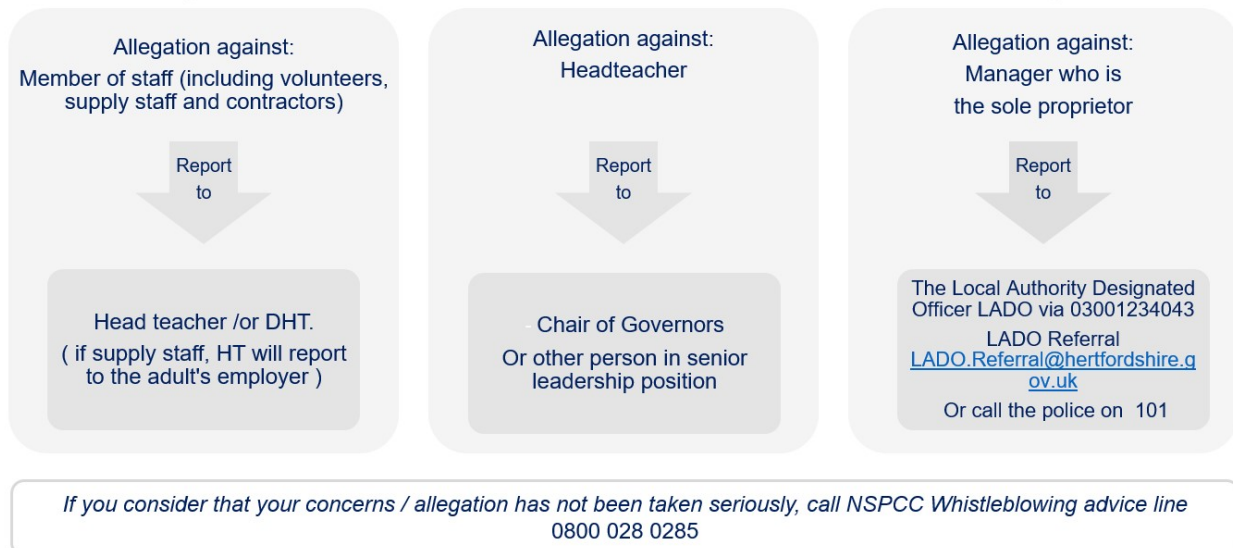 Allegation against:
Member of staff (including volunteers,
supply staff and contractors)
Report
to
Head teacher /or DHT.
( if supply staff, HT will report
to the adult's employer )
Allegation against:
Headteacher
Report
to
- Chair of Governors
Or other person in senior
leadership position
Allegation against:
Manager who is
the sole proprietor
Report
to
The Local Authority Designated
Officer LADO via 03001234043
LADO Referral
LADO.Referral@hertfordshire.g
ov.uk
Or call the police on 101
If you consider that your concerns / allegation has not been taken seriously, call NSPCC Whistleblowing advice line
0800 028 0285